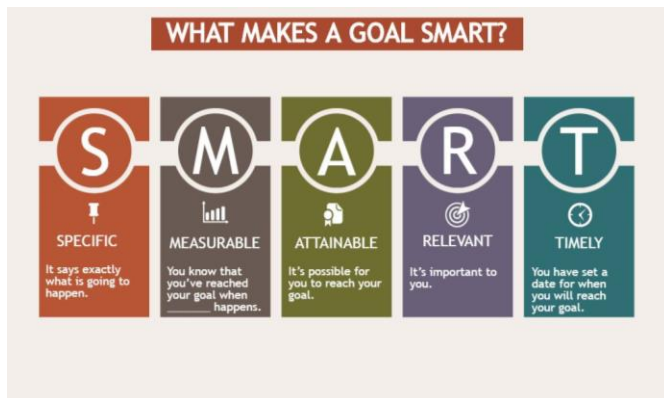 WHAT MAKES A GOAL SMART?
S
SPECIFIC
It says exactly
what is going to
happen.
M
MEASURABLE
You know that
you've reached
your goal when
_______ happens.
A
ATTAINABLE
It's possible for
you to reach your
goal.
R
RELEVANT
It's important to
you.
T
TIMELY
You have set a
date for when
you will reach
your goal.